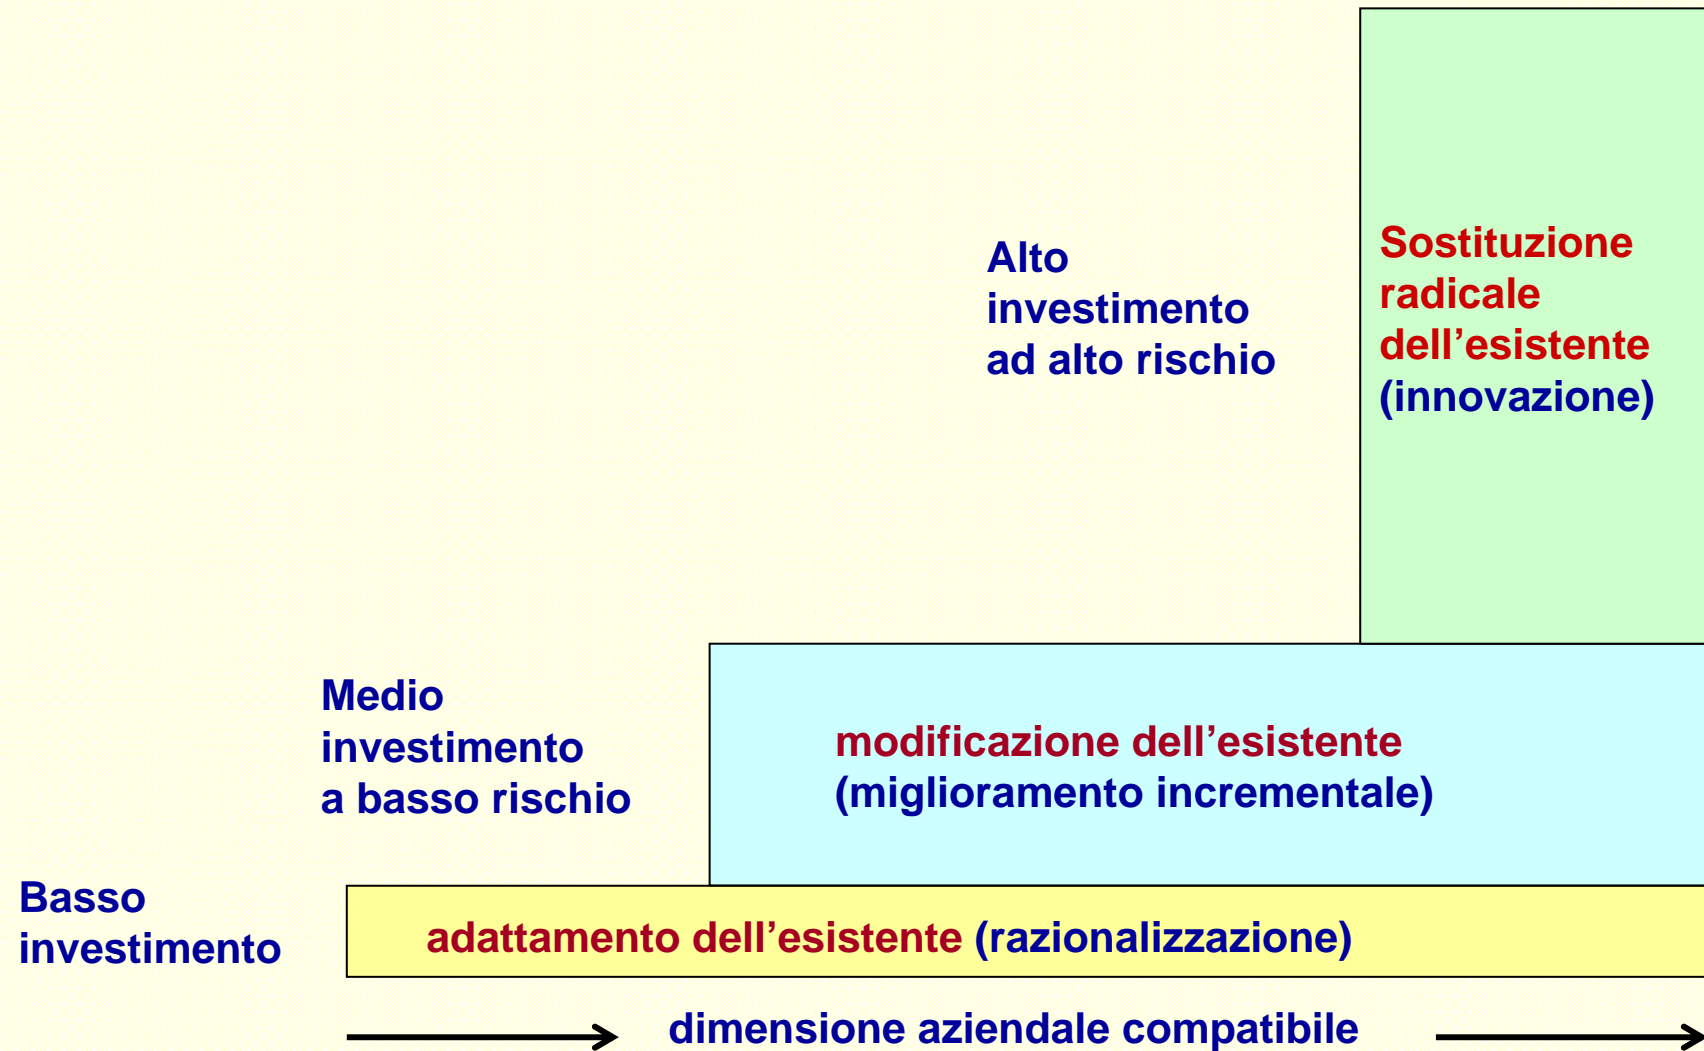 Alto
investimento
ad alto rischio
Sostituzione
radicale
dell’esistente
(innovazione)
Medio
investimento
a basso rischio
modificazione dell’esistente
(miglioramento incrementale)
Basso
investimento
adattamento dell’esistente (razionalizzazione)
dimensione aziendale compatibile